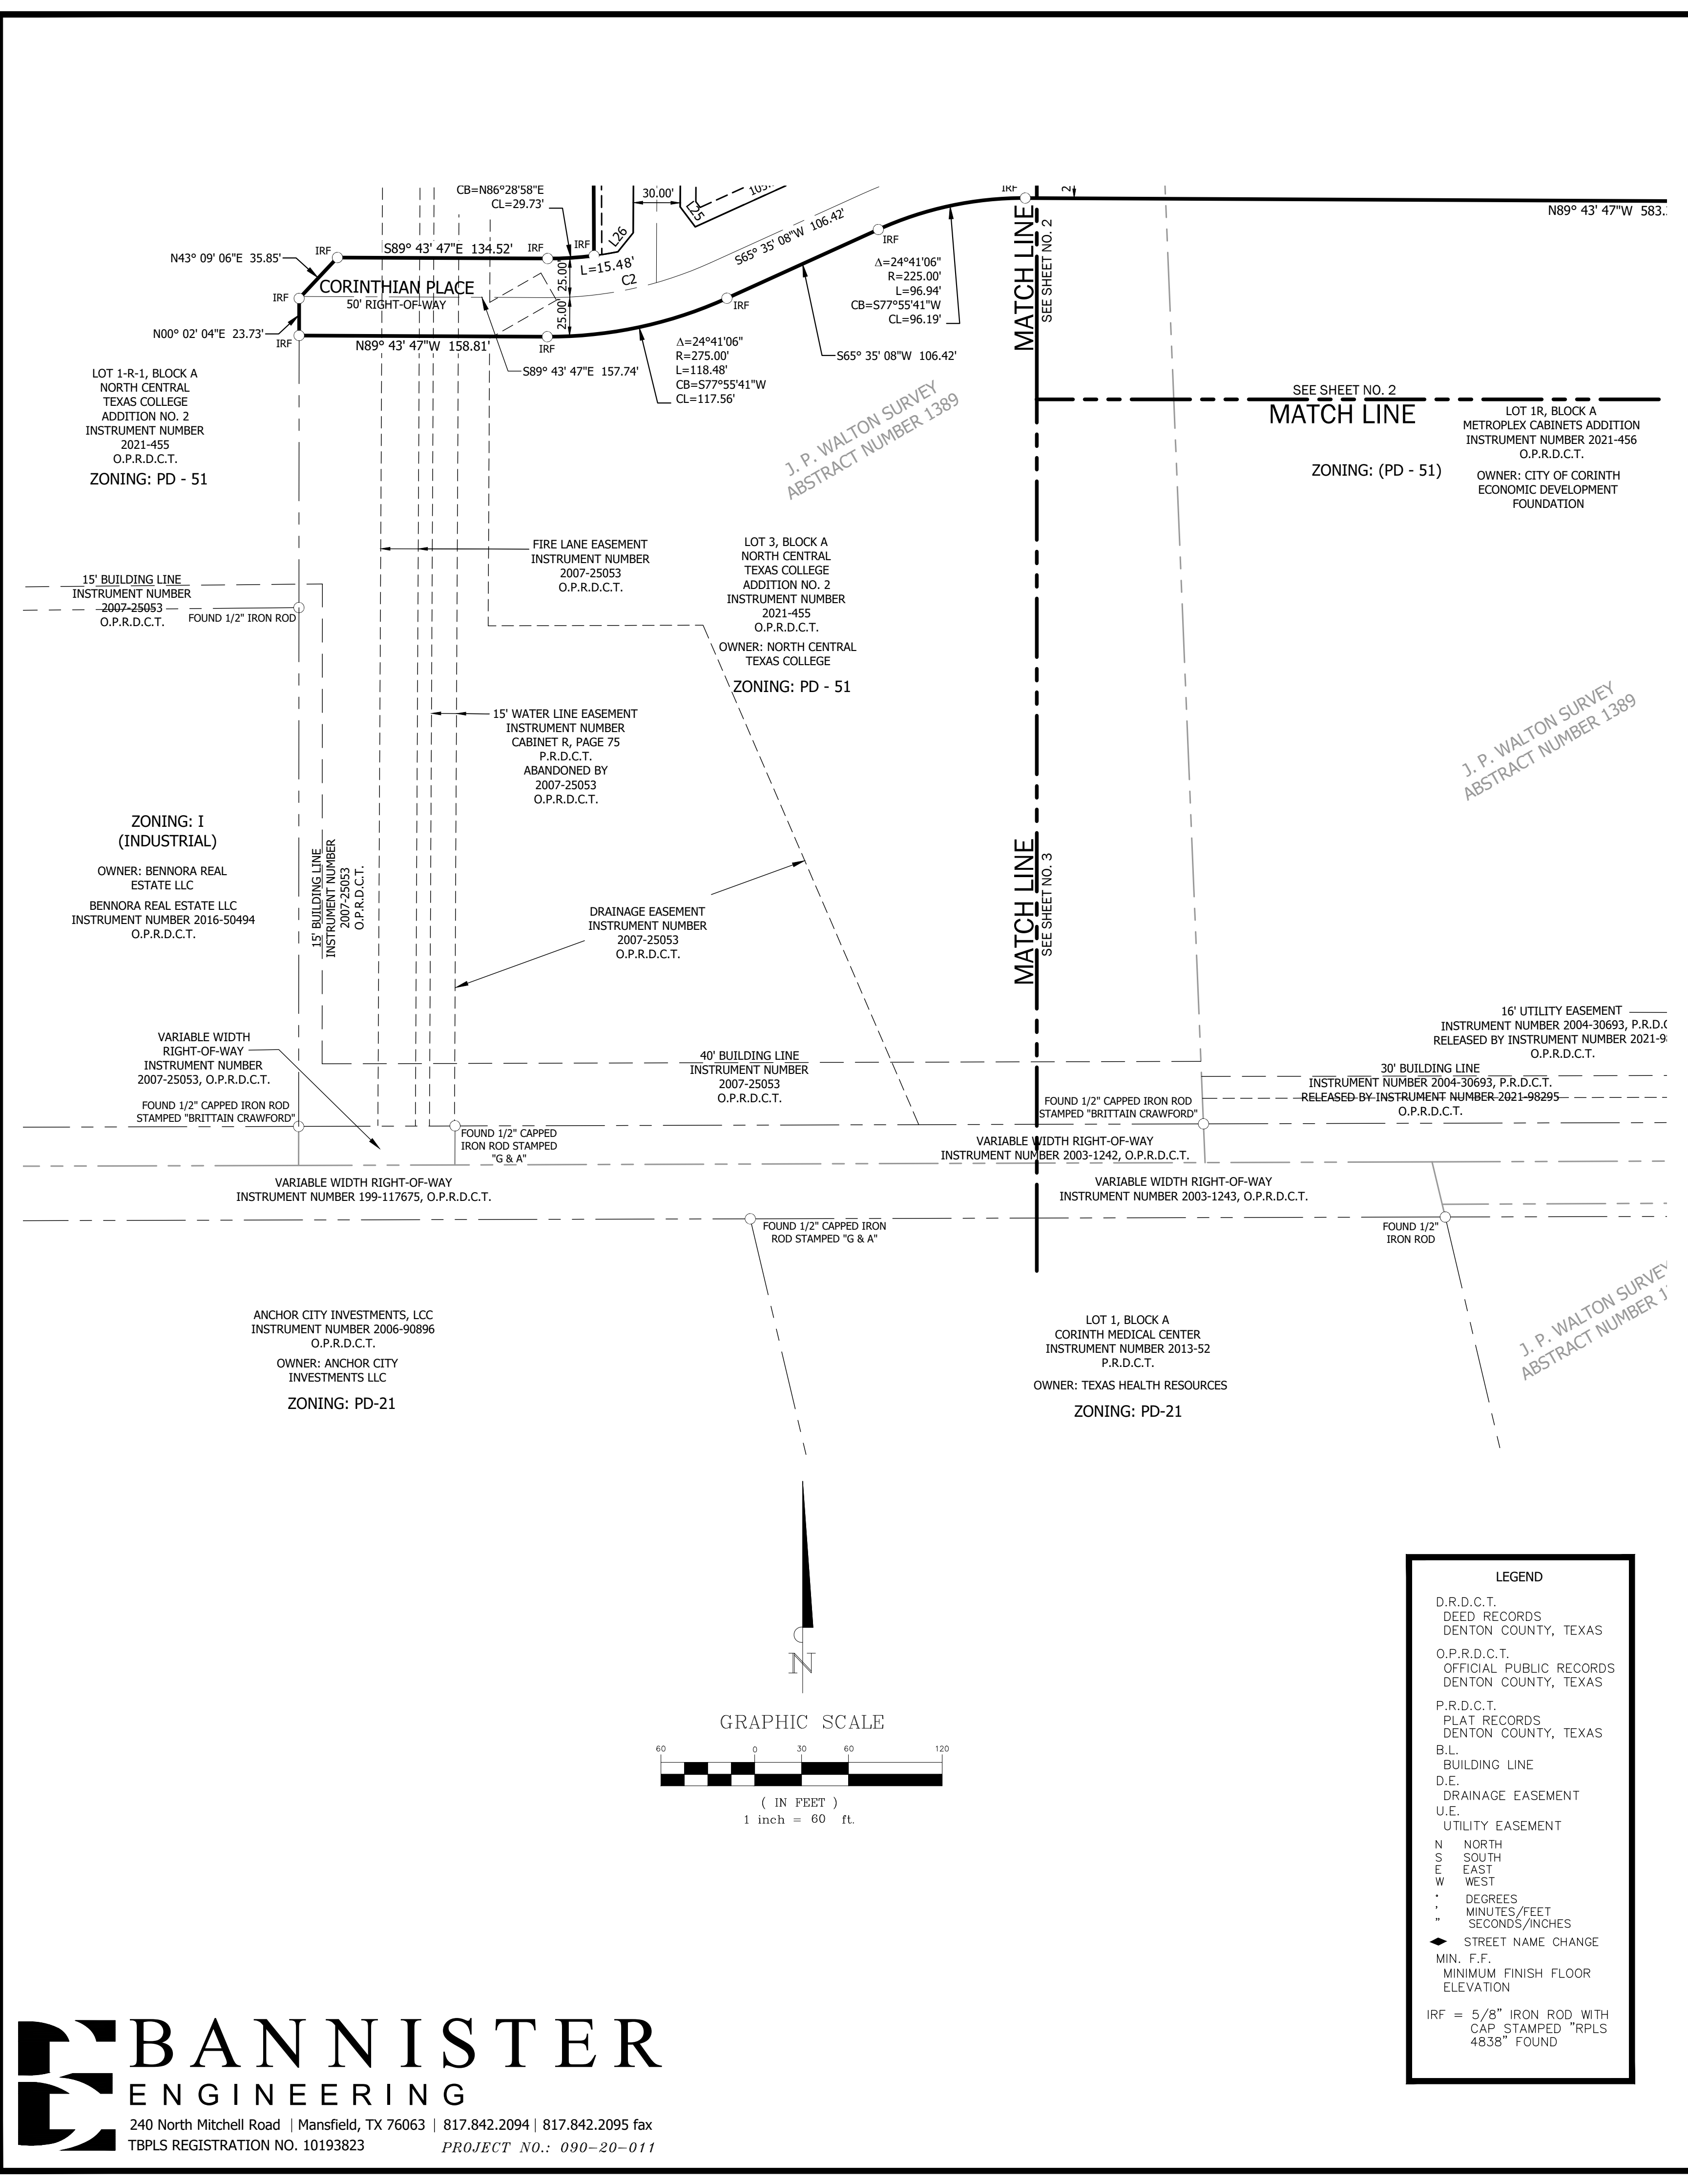 CB=N86°28'58"E
CL=29.73'
30.00'
105.
L25
L26
IRF
2
N89° 43' 47"W 583.
N43° 09' 06"E 35.85'
IRF
S89° 43' 47"E 134.52'
IRF
IRF
L=15.48'
C2
S65° 35' 08"W 106.42'
IRF
CORINTHIAN PLACE
50' RIGHT-OF-WAY
25.00'
25.00'
IRF
IRF
N00° 02' 04"E 23.73'
IRF
N89° 43' 47"W 158.81'
IRF
S89° 43' 47"E 157.74'
Δ=24°41'06"
R=275.00'
L=118.48'
CB=S77°55'41"W
CL=117.56'
Δ=24°41'06"
R=225.00'
L=96.94'
CB=S77°55'41"W
CL=96.19'
S65° 35' 08"W 106.42'
MATCH LINE
SEE SHEET NO. 2
SEE SHEET NO. 2
MATCH LINE
LOT 1-R-1, BLOCK A
NORTH CENTRAL
TEXAS COLLEGE
ADDITION NO. 2
INSTRUMENT NUMBER
2021-455
O.P.R.D.C.T.
ZONING: PD - 51
J. P. WALTON SURVEY
ABSTRACT NUMBER 1389
ZONING: (PD - 51)
LOT 1R, BLOCK A
METROPLEX CABINETS ADDITION
INSTRUMENT NUMBER 2021-456
O.P.R.D.C.T.
OWNER: CITY OF CORINTH
ECONOMIC DEVELOPMENT
FOUNDATION
FIRE LANE EASEMENT
INSTRUMENT NUMBER
2007-25053
O.P.R.D.C.T.
LOT 3, BLOCK A
NORTH CENTRAL
TEXAS COLLEGE
ADDITION NO. 2
INSTRUMENT NUMBER
2021-455
O.P.R.D.C.T.
OWNER: NORTH CENTRAL
TEXAS COLLEGE
ZONING: PD - 51
15' BUILDING LINE
INSTRUMENT NUMBER
2007-25053
O.P.R.D.C.T.
FOUND 1/2" IRON ROD
15' WATER LINE EASEMENT
INSTRUMENT NUMBER
CABINET R, PAGE 75
P.R.D.C.T.
ABANDONED BY
2007-25053
O.P.R.D.C.T.
J. P. WALTON SURVEY
ABSTRACT NUMBER 1389
ZONING: I
(INDUSTRIAL)
OWNER: BENNORA REAL
ESTATE LLC
BENNORA REAL ESTATE LLC
INSTRUMENT NUMBER 2016-50494
O.P.R.D.C.T.
15' BUILDING LINE
INSTRUMENT NUMBER
2007-25053
O.P.R.D.C.T.
DRAINAGE EASEMENT
INSTRUMENT NUMBER
2007-25053
O.P.R.D.C.T.
MATCH LINE
SEE SHEET NO. 3
VARIABLE WIDTH
RIGHT-OF-WAY
INSTRUMENT NUMBER
2007-25053, O.P.R.D.C.T.
FOUND 1/2" CAPPED IRON ROD
STAMPED "BRITTAIN CRAWFORD"
40' BUILDING LINE
INSTRUMENT NUMBER
2007-25053
O.P.R.D.C.T.
16' UTILITY EASEMENT
INSTRUMENT NUMBER 2004-30693, P.R.D.C
RELEASED BY INSTRUMENT NUMBER 2021-9
O.P.R.D.C.T.
30' BUILDING LINE
INSTRUMENT NUMBER 2004-30693, P.R.D.C.T.
RELEASED BY INSTRUMENT NUMBER 2021-98295
O.P.R.D.C.T.
FOUND 1/2" CAPPED IRON ROD
STAMPED "BRITTAIN CRAWFORD"
FOUND 1/2" CAPPED
IRON ROD STAMPED
"G & A"
VARIABLE WIDTH RIGHT-OF-WAY
INSTRUMENT NUMBER 2003-1242, O.P.R.D.C.T.
VARIABLE WIDTH RIGHT-OF-WAY
INSTRUMENT NUMBER 199-117675, O.P.R.D.C.T.
VARIABLE WIDTH RIGHT-OF-WAY
INSTRUMENT NUMBER 2003-1243, O.P.R.D.C.T.
FOUND 1/2" CAPPED IRON
ROD STAMPED "G & A"
FOUND 1/2"
IRON ROD
ANCHOR CITY INVESTMENTS, LCC
INSTRUMENT NUMBER 2006-90896
O.P.R.D.C.T.
OWNER: ANCHOR CITY
INVESTMENTS LLC
ZONING: PD-21
LOT 1, BLOCK A
CORINTH MEDICAL CENTER
INSTRUMENT NUMBER 2013-52
P.R.D.C.T.
OWNER: TEXAS HEALTH RESOURCES
ZONING: PD-21
J. P. WALTON SURVEY
ABSTRACT NUMBER 1
N
GRAPHIC SCALE
60 0 30 60 120
( IN FEET )
1 inch = 60 ft.
LEGEND
D.R.D.C.T.
DEED RECORDS
DENTON COUNTY, TEXAS
O.P.R.D.C.T.
OFFICIAL PUBLIC RECORDS
DENTON COUNTY, TEXAS
P.R.D.C.T.
PLAT RECORDS
DENTON COUNTY, TEXAS
B.L.
BUILDING LINE
D.E.
DRAINAGE EASEMENT
U.E.
UTILITY EASEMENT
N NORTH
S SOUTH
E EAST
W WEST
° DEGREES
' MINUTES/FEET
" SECONDS/INCHES
STREET NAME CHANGE
MIN. F.F.
MINIMUM FINISH FLOOR
ELEVATION
IRF = 5/8" IRON ROD WITH
CAP STAMPED "RPLS
4838" FOUND
BANNISTER
ENGINEERING
240 North Mitchell Road | Mansfield, TX 76063 | 817.842.2094 | 817.842.2095 fax
TBPLS REGISTRATION NO. 10193823 PROJECT NO.: 090-20-011